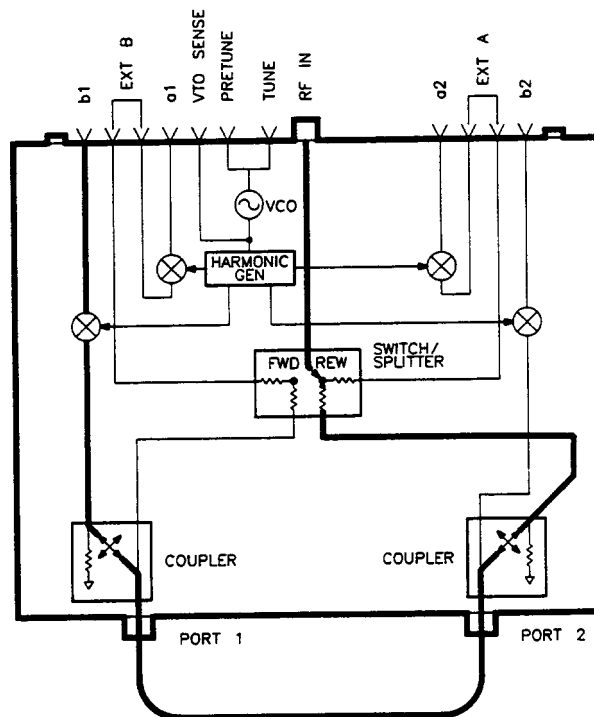 b1
EXT B
a1
VTO SENSE
PRETUNE
TUNE
RF IN
a2
EXT A
b2
VCO
HARMONIC
GEN
FWD
REW
SWITCH/
SPLITTER
COUPLER
COUPLER
PORT 1
PORT 2